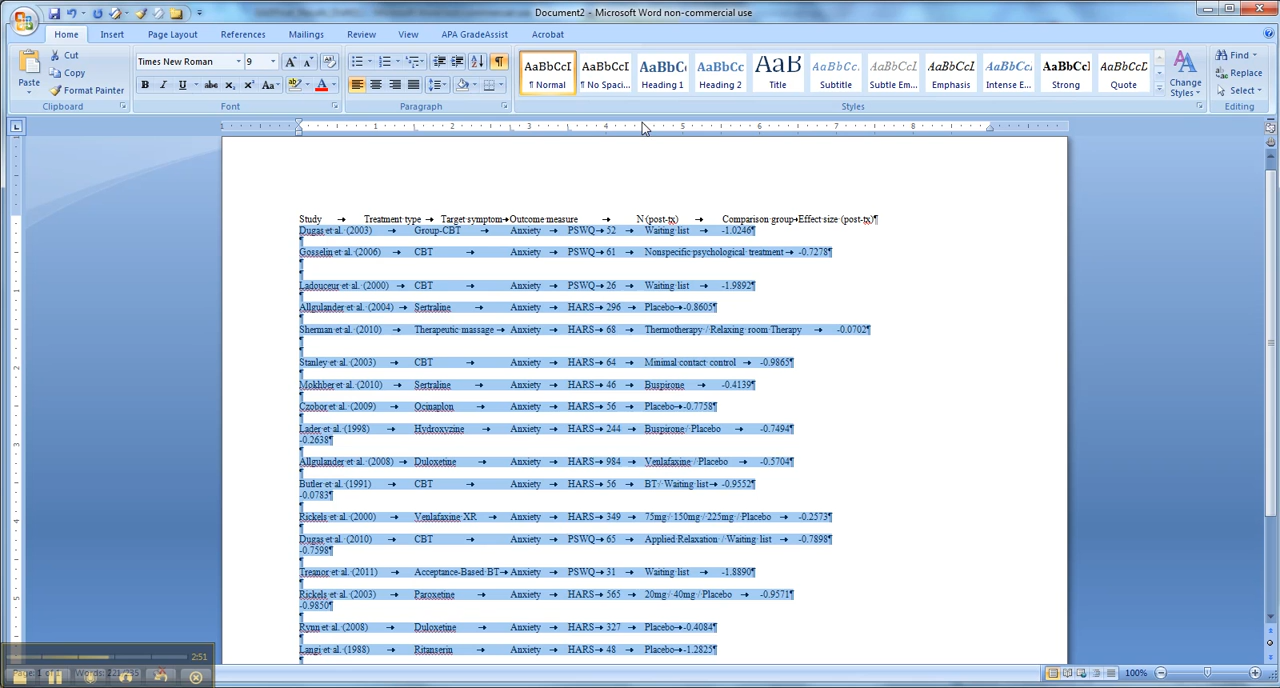 Document2 - Microsoft Word non-commercial use
Home Insert Page Layout References Mailings Review View APA GradeAssist Acrobat
Cut
Copy
Format Painter
Paste
Clipboard
Times New Roman 9
Font
Paragraph
AaBbCcI AaBbCcI AaBbCc AaBbCc AaB AaBbCc. AaBbCc. AaBbCcL AaBbCcL AaBbCc AaBbCcL
¶ Normal ¶ No Spaci... Heading 1 Heading 2 Title Subtitle Subtle Em... Emphasis Intense E... Strong Quote
Change Styles
Styles
Find
Replace
Select
Editing
Study → Treatment type → Target symptom → Outcome measure → N (post-tx) → Comparison group → Effect size (post-tx)¶
Dugas et al. (2003) → Group-CBT → Anxiety → PSWQ → 52 → Waiting list → -1.0246¶
¶
Gosselin et al. (2006) → CBT → Anxiety → PSWQ → 61 → Nonspecific psychological treatment → -0.7278¶
¶
¶
Ladouceur et al. (2000) → CBT → Anxiety → PSWQ → 26 → Waiting list → -1.9892¶
¶
Allgulander et al. (2004) → Sertraline → Anxiety → HARS → 296 → Placebo → -0.8605¶
¶
Sherman et al. (2010) → Therapeutic massage → Anxiety → HARS → 68 → Thermotherapy / Relaxing room Therapy → -0.0702¶
¶
¶
Stanley et al. (2003) → CBT → Anxiety → HARS → 64 → Minimal contact control → -0.9865¶
¶
Mokhber et al. (2010) → Sertraline → Anxiety → HARS → 46 → Buspirone → -0.4139¶
¶
Czobor et al. (2009) → Ocinaplon → Anxiety → HARS → 56 → Placebo → -0.7758¶
¶
Lader et al. (1998) → Hydroxyzine → Anxiety → HARS → 244 → Buspirone / Placebo → -0.7494¶
-0.2638¶
¶
Allgulander et al. (2008) → Duloxetine → Anxiety → HARS → 984 → Venlafaxine / Placebo → -0.5704¶
¶
Butler et al. (1991) → CBT → Anxiety → HARS → 56 → BT / Waiting list → -0.9552¶
-0.0783¶
¶
Rickels et al. (2000) → Venlafaxine XR → Anxiety → HARS → 349 → 75mg / 150mg / 225mg / Placebo → -0.2573¶
¶
Dugas et al. (2010) → CBT → Anxiety → PSWQ → 65 → Applied Relaxation / Waiting list → -0.7898¶
-0.7598¶
¶
Treanor et al. (2011) → Acceptance-Based BT → Anxiety → PSWQ → 31 → Waiting list → -1.8890¶
¶
Rickels et al. (2003) → Paroxetine → Anxiety → HARS → 565 → 20mg / 40mg / Placebo → -0.9571¶
-0.9850¶
¶
Rynn et al. (2008) → Duloxetine → Anxiety → HARS → 327 → Placebo → -0.4084¶
¶
Langi et al. (1988) → Ritanserin → Anxiety → HARS → 48 → Placebo → -1.2825¶
¶
2:51
100%